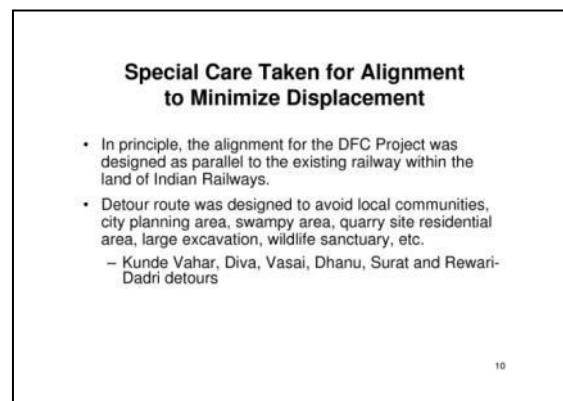 Special Care Taken for Alignment
to Minimize Displacement
• In principle, the alignment for the DFC Project was
designed as parallel to the existing railway within the
land of Indian Railways.
• Detour route was designed to avoid local communities,
city planning area, swampy area, quarry site residential
area, large excavation, wildlife sanctuary, etc.
– Kunde Vahar, Diva, Vasai, Dhanu, Surat and Rewari-
Dadri detours
10